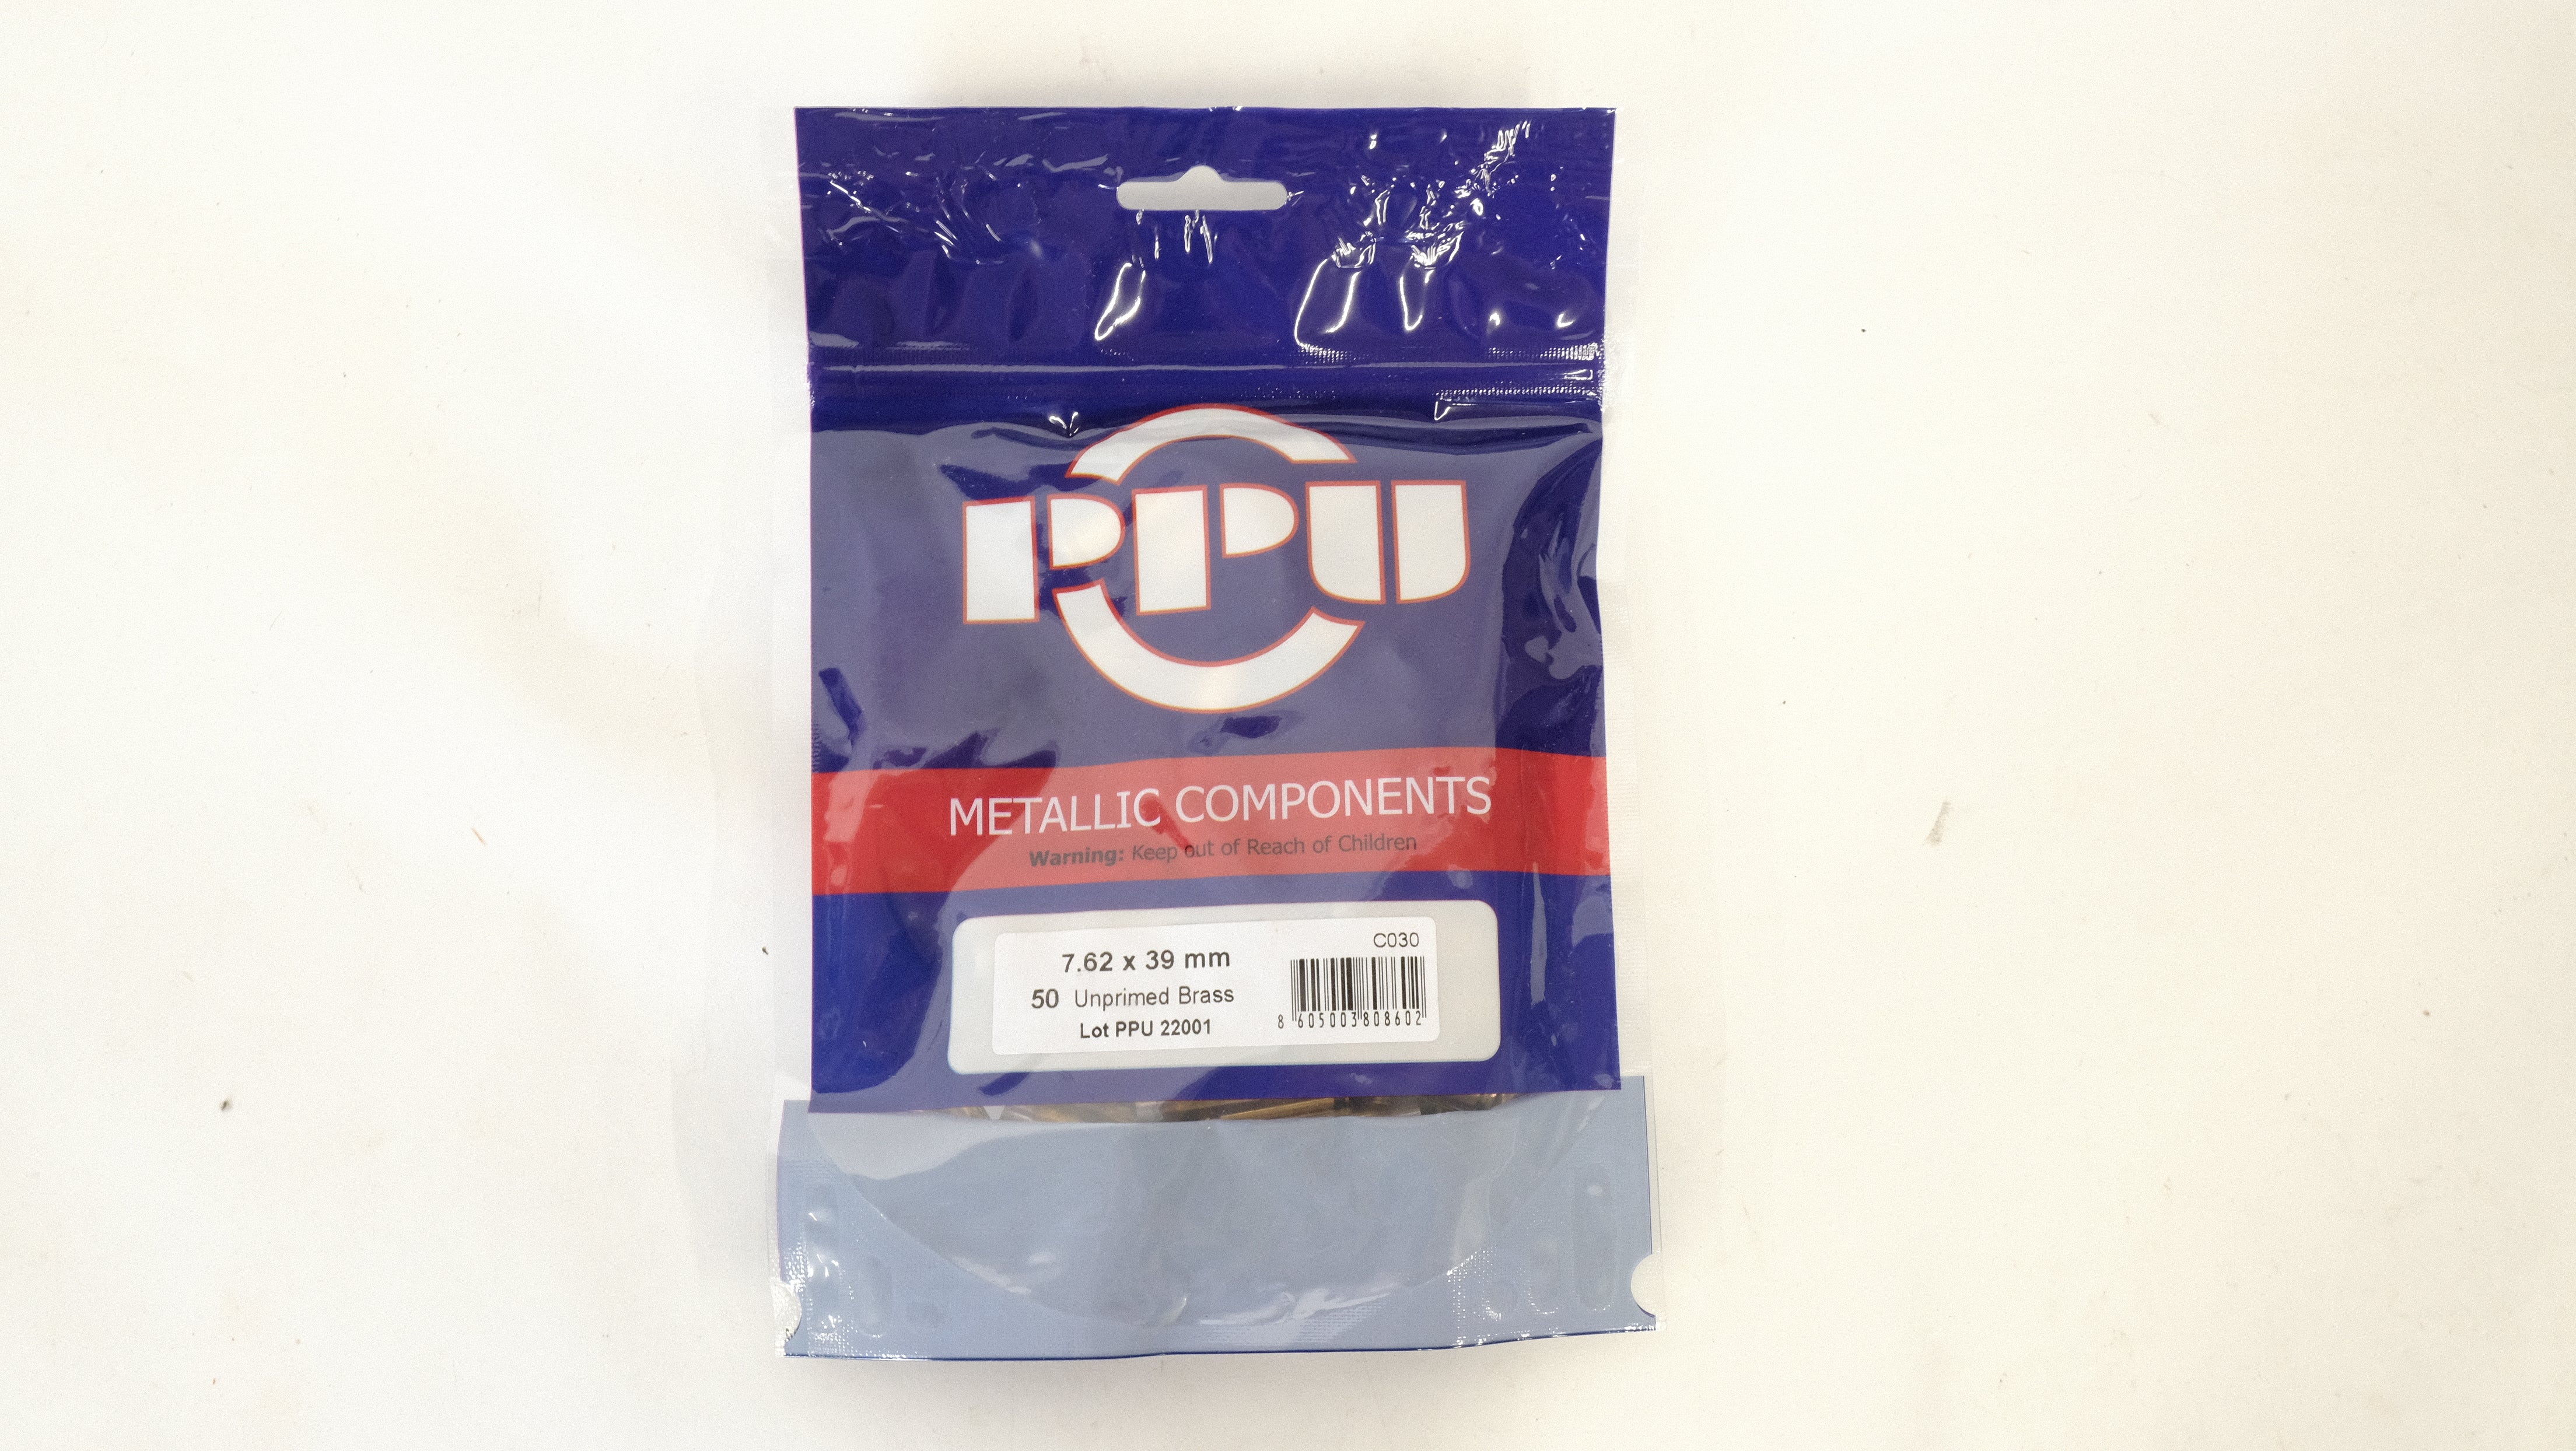 PPU
METALLIC COMPONENTS
Warning: Keep out of Reach of Children
C030
7.62 x 39 mm
50 Unprimed Brass
Lot PPU 22001
8 605003 808602